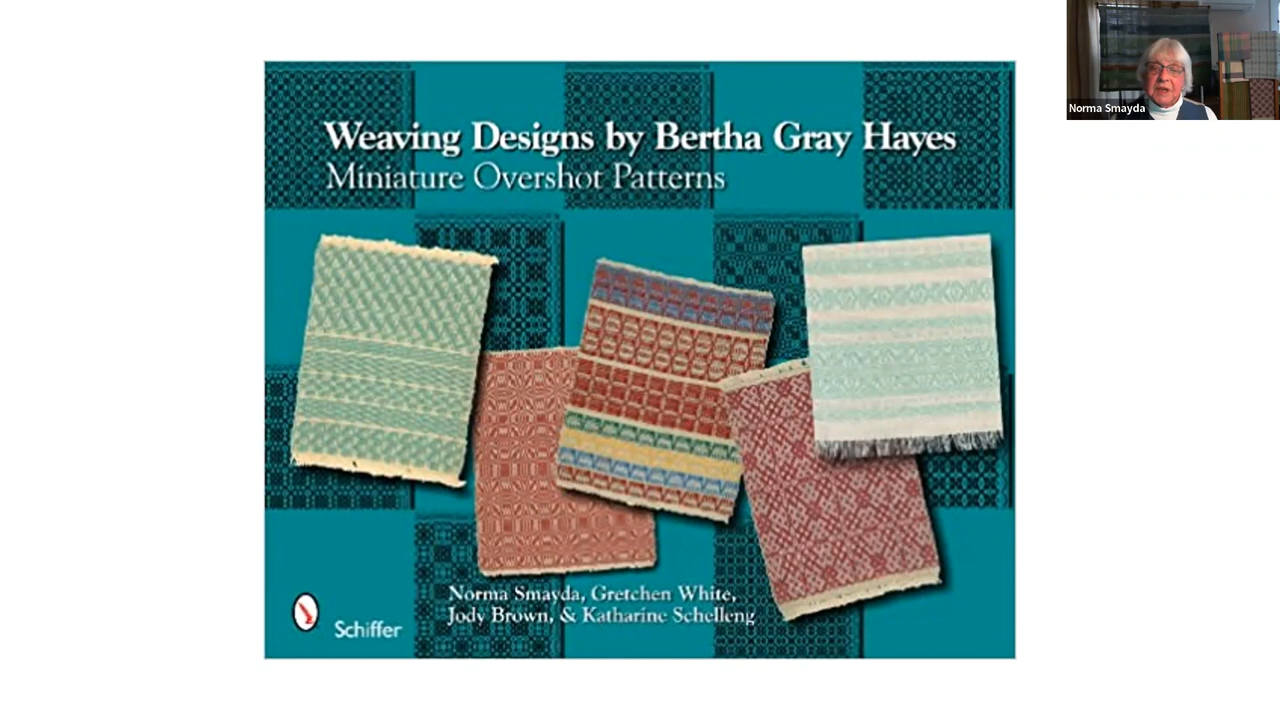 Weaving Designs by Bertha Gray Hayes
Miniature Overshot Patterns
Norma Smayda, Gretchen White,
Jody Brown, & Katharine Schelleng
Schiffer
Norma Smayda